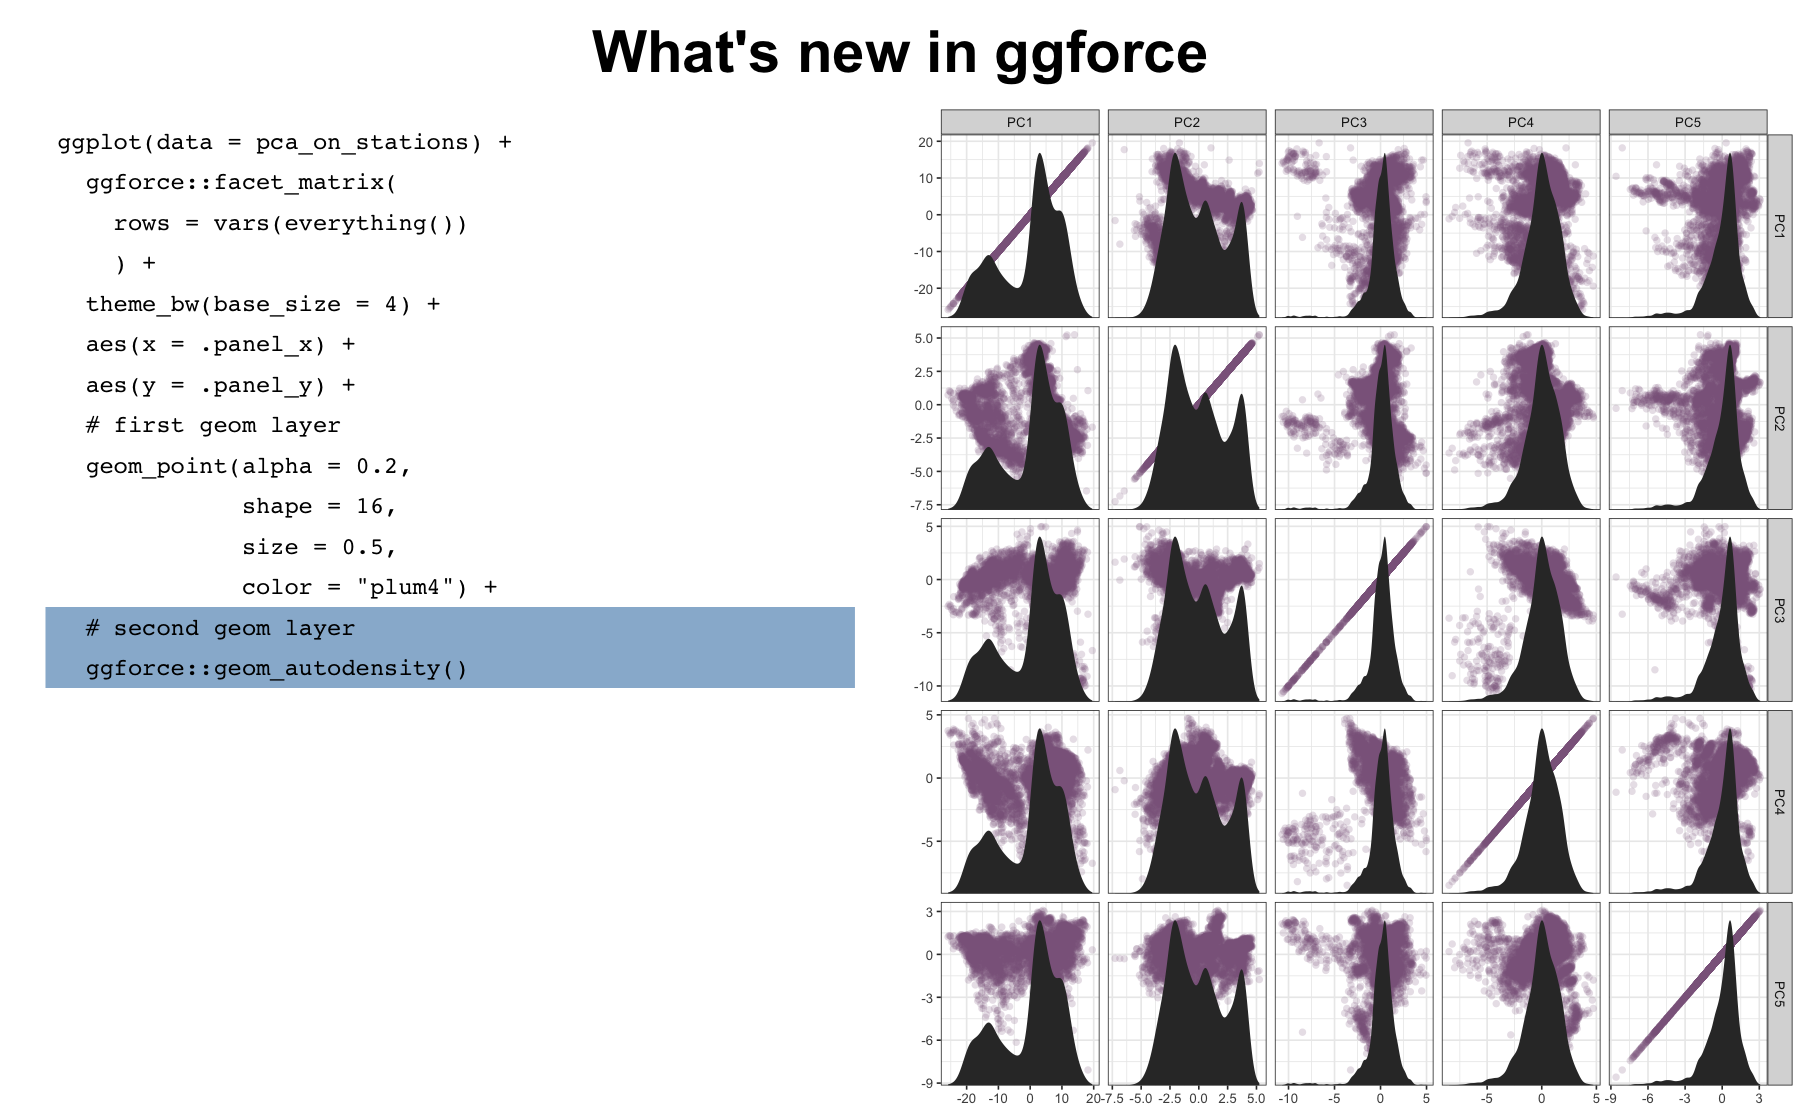 What's new in ggforce
ggplot(data = pca_on_stations) +
  ggforce::facet_matrix(
    rows = vars(everything())
    ) +
  theme_bw(base_size = 4) +
  aes(x = .panel_x) +
  aes(y = .panel_y) +
  # first geom layer
  geom_point(alpha = 0.2,
             shape = 16,
             size = 0.5,
             color = "plum4") +
  # second geom layer
  ggforce::geom_autodensity()
PC1 PC2 PC3 PC4 PC5
20
10
0
-10
-20
PC1
5.0
2.5
0.0
-2.5
-5.0
-7.5
PC2
5
0
-5
-10
PC3
5
0
-5
PC4
3
0
-3
-6
-9
PC5
-20 -10 0 10 20 -7.5 -5.0 -2.5 0.0 2.5 5.0 -10 -5 0 5 -5 0 5 -9 -6 -3 0 3